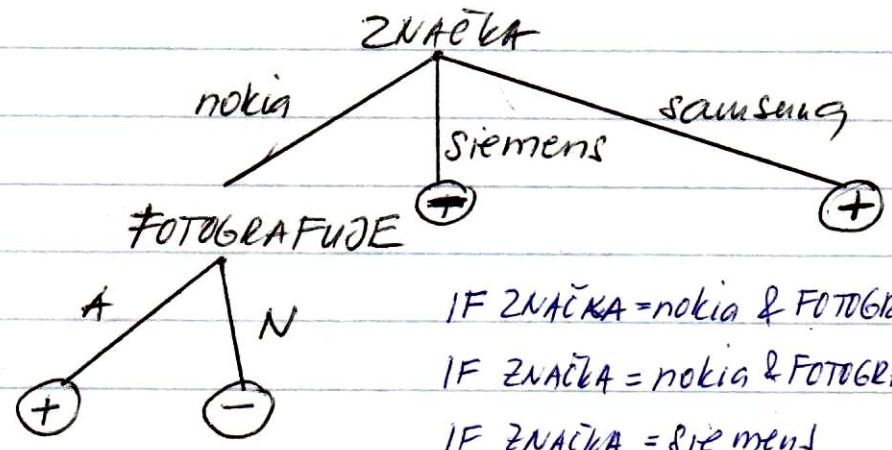 ZNAČKA
nokia
siemens
samsung
+
+
FOTOGRAFUJE
A
N
+
-
IF ZNAČKA = nokia & FOTOGR
IF ZNAČKA = nokia & FOTOGR
IF ZNAČKA = siemens